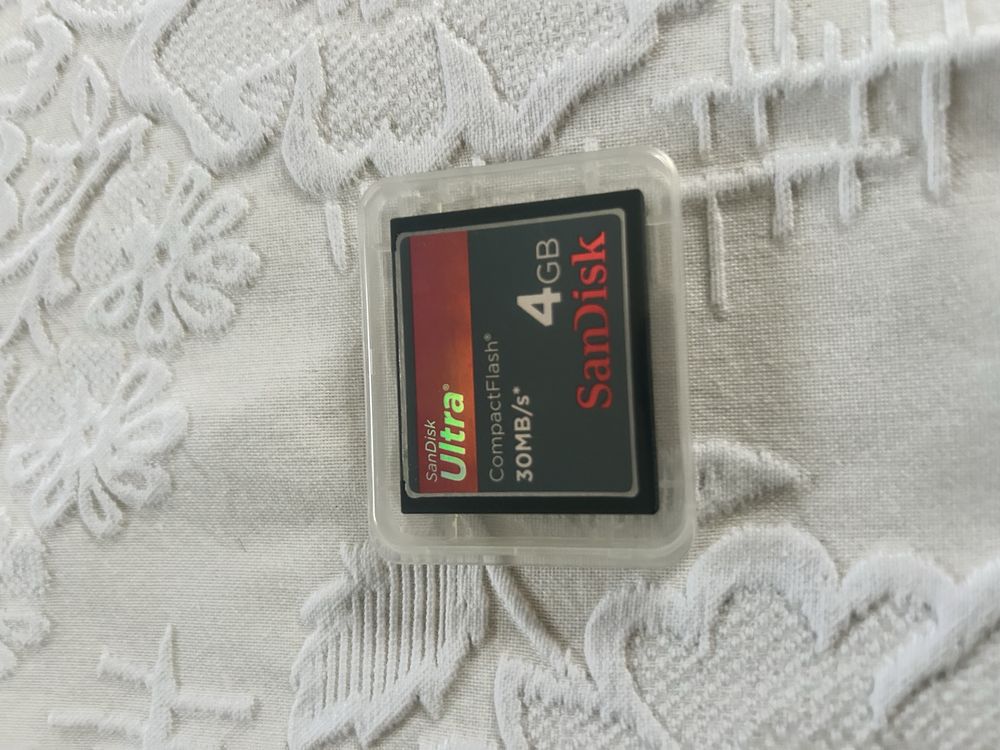 SanDisk
Ultra®
CompactFlash®
30MB/s*
4GB
SanDisk